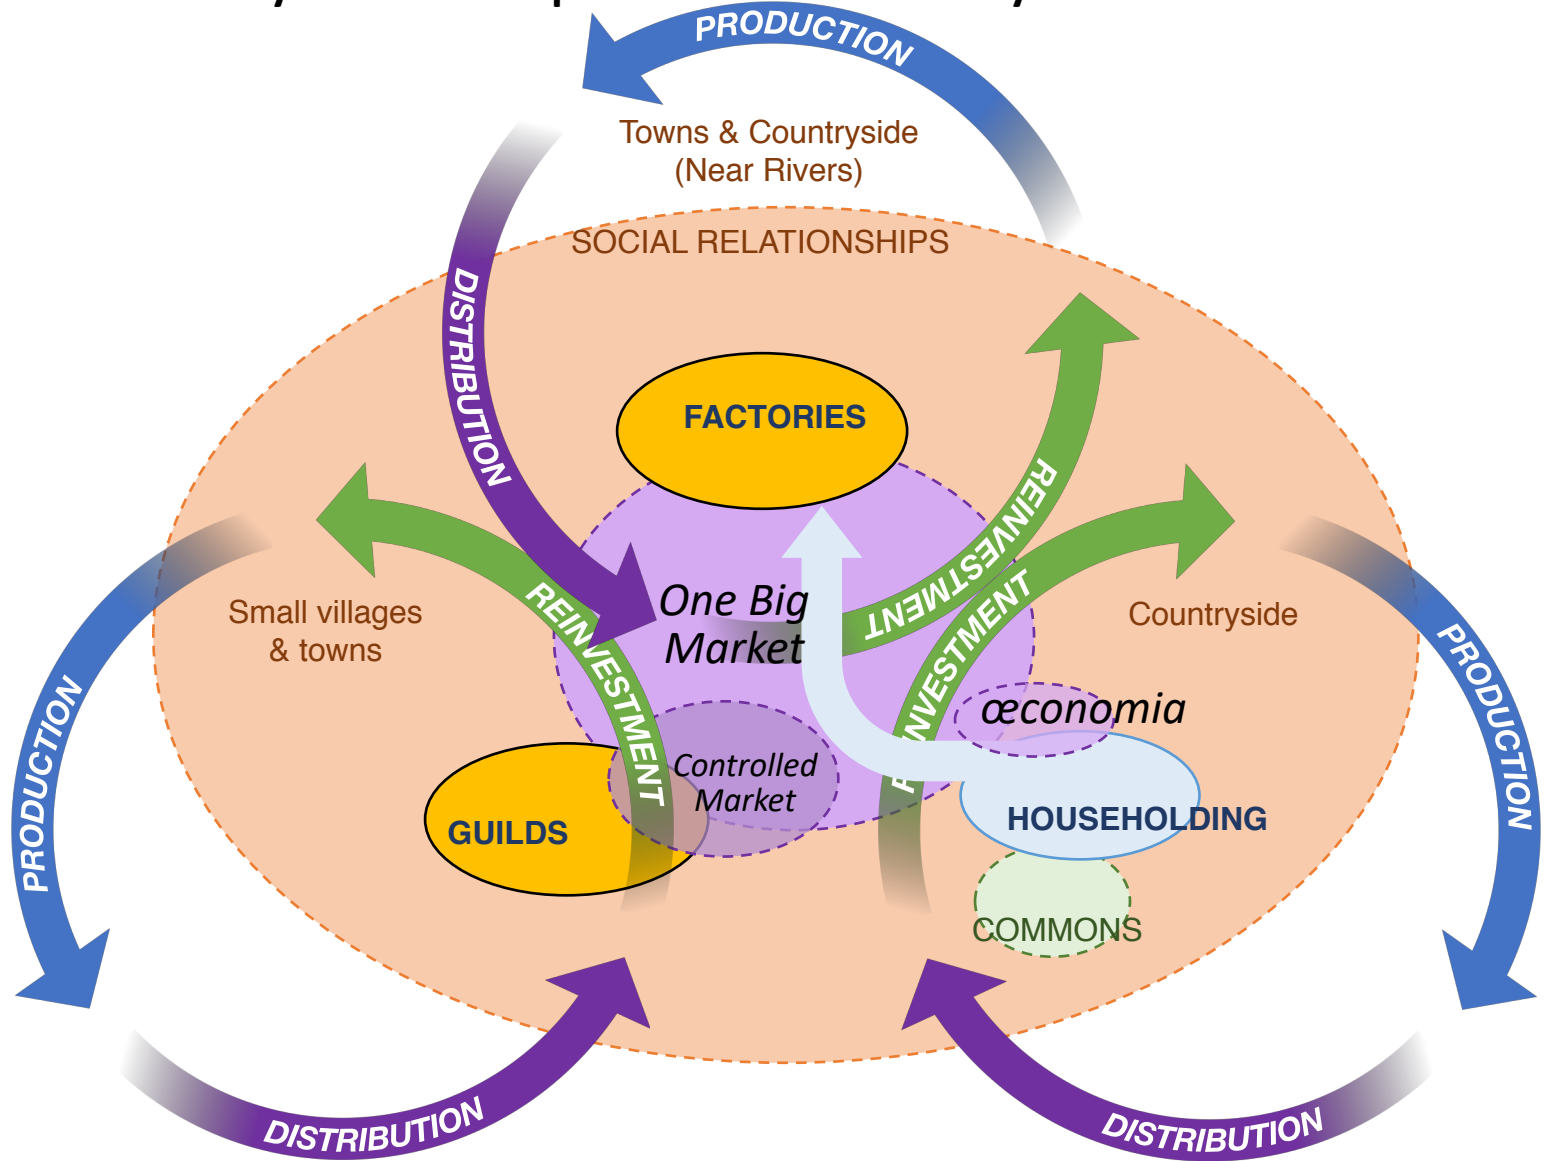 PRODUCTION
Towns & Countryside
(Near Rivers)
SOCIAL RELATIONSHIPS
DISTRIBUTION
FACTORIES
REINVESTMENT
One Big
Market
REINVESTMENT
REINVESTMENT
Small villages
& towns
Countryside
PRODUCTION
PRODUCTION
œconomia
Controlled
Market
GUILDS
HOUSEHOLDING
COMMONS
DISTRIBUTION
DISTRIBUTION